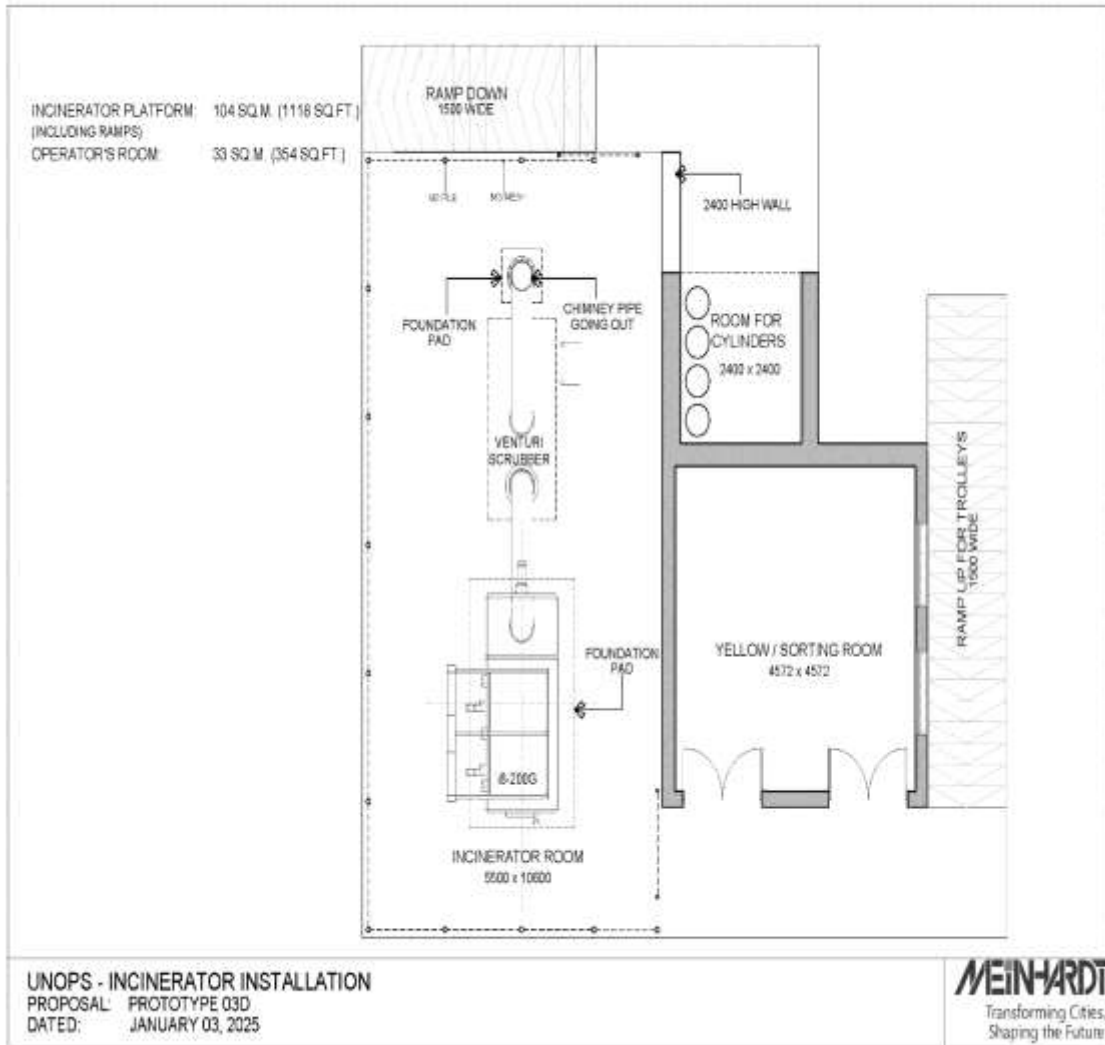 INCINERATOR PLATFORM: 104 SQ.M. (1118 SQ.FT.)
(INCLUDING RAMPS)
OPERATOR'S ROOM: 33 SQ.M. (354 SQ.FT.)
RAMP DOWN
1500 WIDE
2400 HIGH WALL
FOUNDATION
PAD
CHIMNEY PIPE
GOING OUT
ROOM FOR
CYLINDERS
2400 x 2400
VENTURI
SCRUBBER
RAMP UP FOR TROLLEYS
1500 WIDE
FOUNDATION
PAD
YELLOW / SORTING ROOM
4572 x 4572
i8-200G
INCINERATOR ROOM
5500 x 10600
UNOPS - INCINERATOR INSTALLATION
PROPOSAL: PROTOTYPE 03D
DATED: JANUARY 03, 2025
MEINHARDT
Transforming Cities,
Shaping the Future